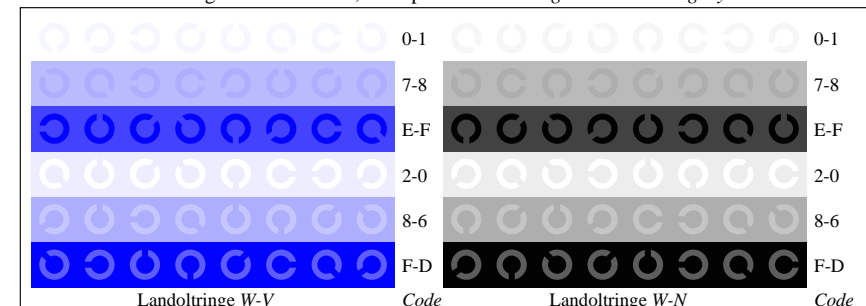 0-1 0-1
7-8 7-8
E-F E-F
2-0 2-0
8-6 8-6
F-D F-D
Landoltringe W-V Code Landoltringe W-N Code